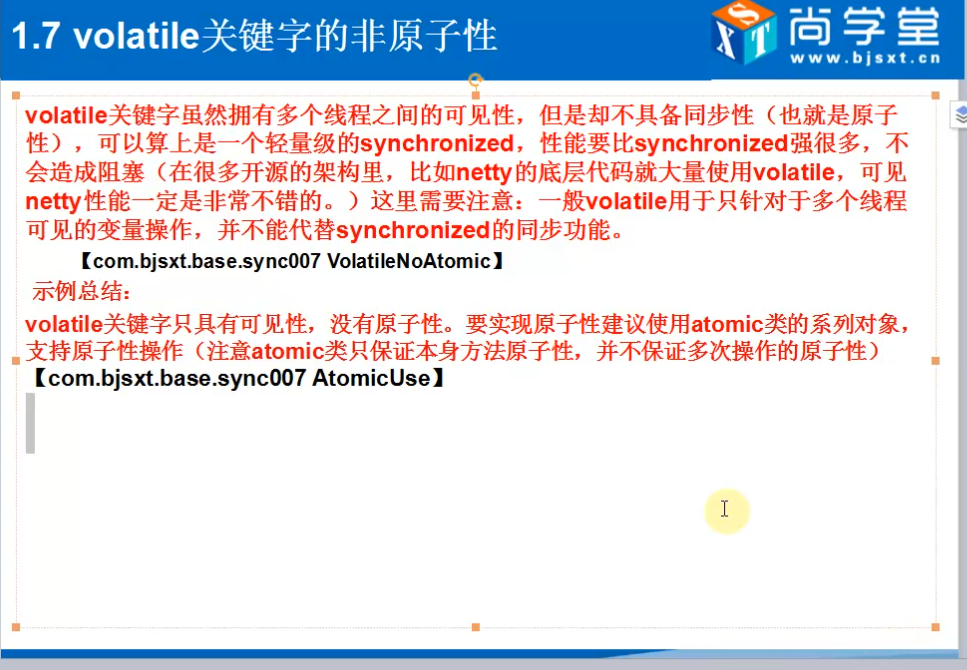 1.7 volatile关键字的非原子性
尚学堂
www.bjsxt.cn
volatile关键字虽然拥有多个线程之间的可见性，但是却不具备同步性（也就是原子
性），可以算上是一个轻量级的synchronized，性能要比synchronized强很多，不
会造成阻塞（在很多开源的架构里，比如netty的底层代码就大量使用volatile，可见
netty性能一定是非常不错的。）这里需要注意：一般volatile用于只针对于多个线程
可见的变量操作，并不能代替synchronized的同步功能。
【com.bjsxt.base.sync007 VolatileNoAtomic】
示例总结：
volatile关键字只具有可见性，没有原子性。要实现原子性建议使用atomic类的系列对象，
支持原子性操作（注意atomic类只保证本身方法原子性，并不保证多次操作的原子性）
【com.bjsxt.base.sync007 AtomicUse】